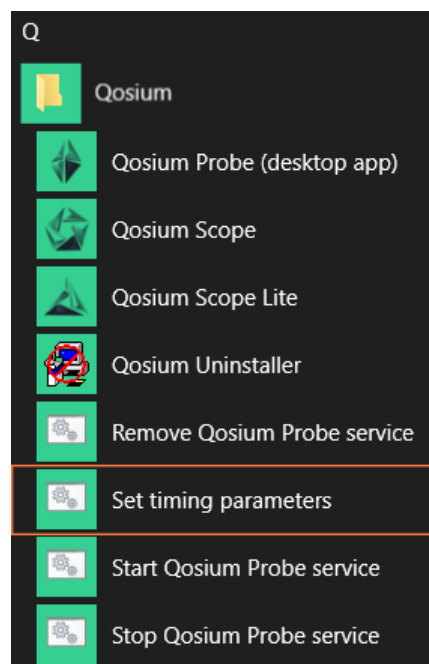 Q
Qosium
Qosium Probe (desktop app)
Qosium Scope
Qosium Scope Lite
Qosium Uninstaller
Remove Qosium Probe service
Set timing parameters
Start Qosium Probe service
Stop Qosium Probe service